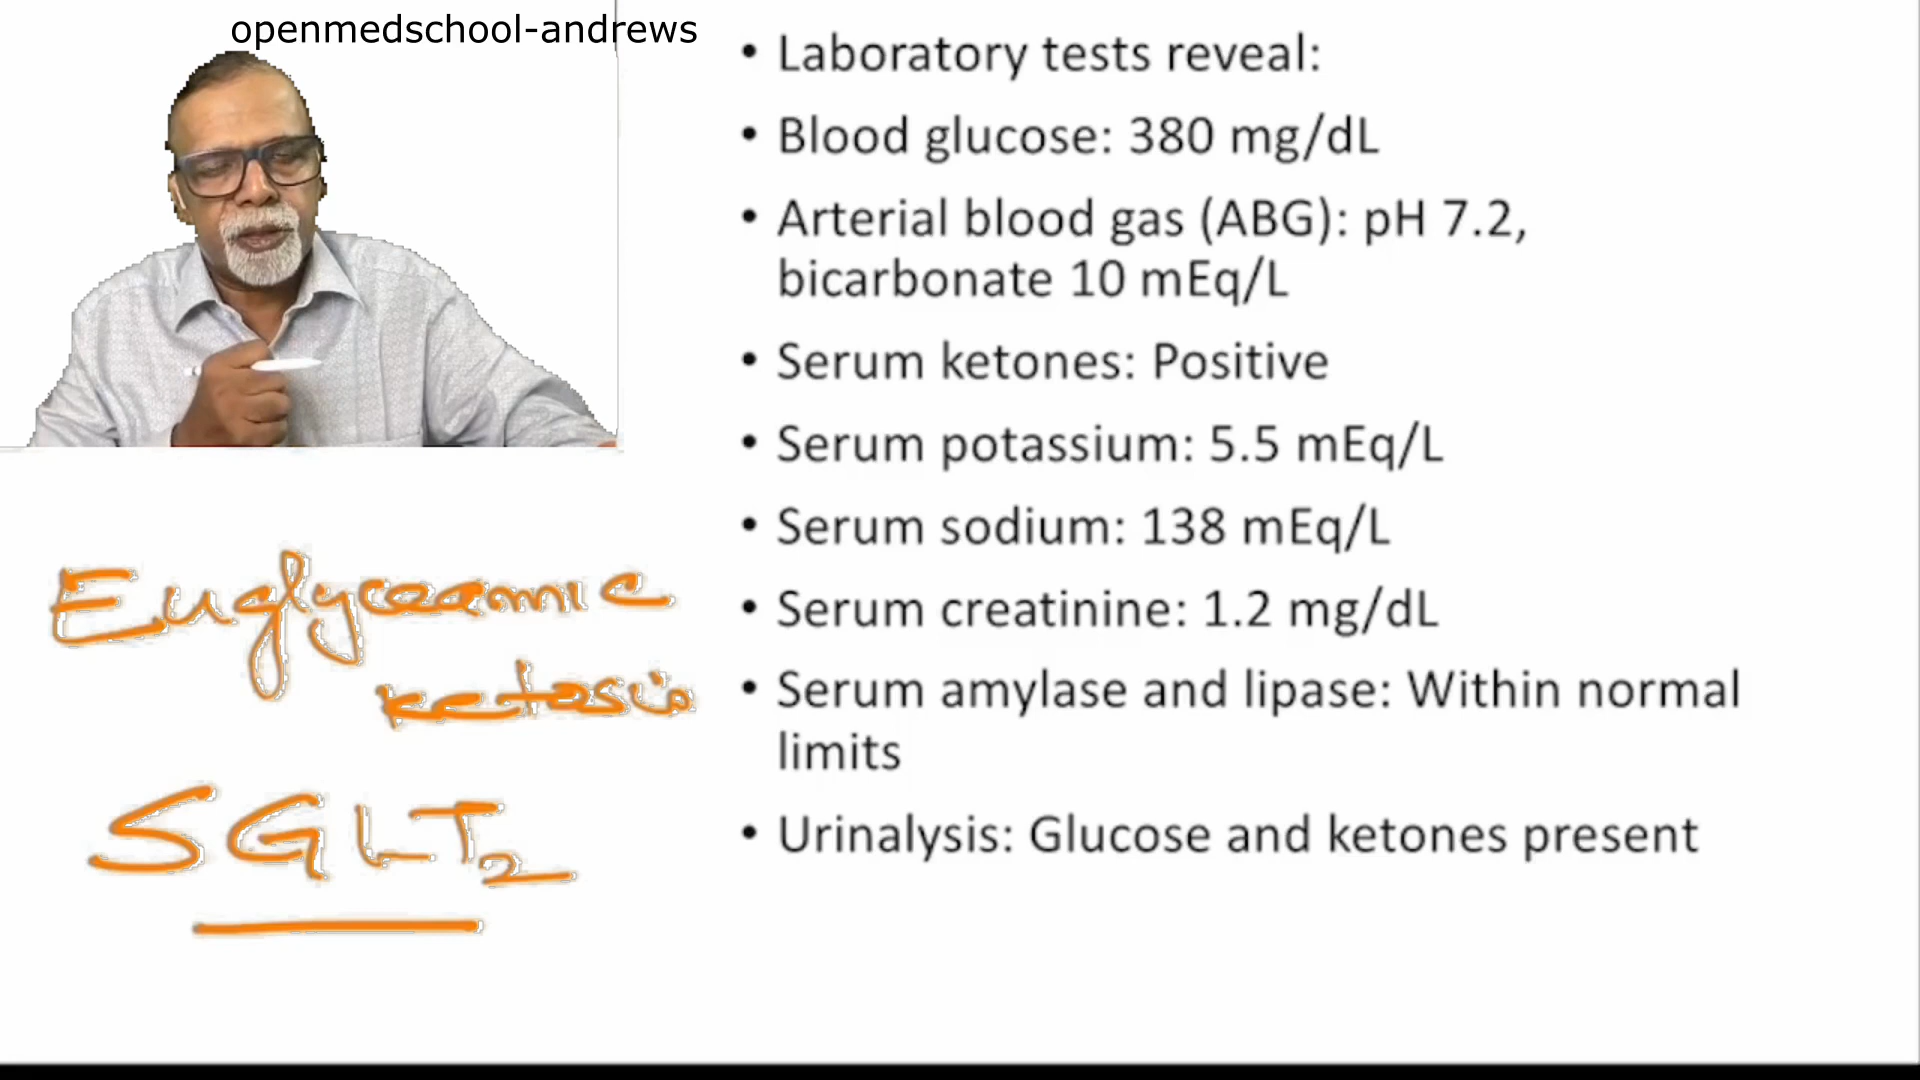 openmedschool-andrews
• Laboratory tests reveal:
• Blood glucose: 380 mg/dL
• Arterial blood gas (ABG): pH 7.2,
bicarbonate 10 mEq/L
• Serum ketones: Positive
• Serum potassium: 5.5 mEq/L
• Serum sodium: 138 mEq/L
• Serum creatinine: 1.2 mg/dL
• Serum amylase and lipase: Within normal
limits
• Urinalysis: Glucose and ketones present
Euglyceamic
ketosis
SGLT2